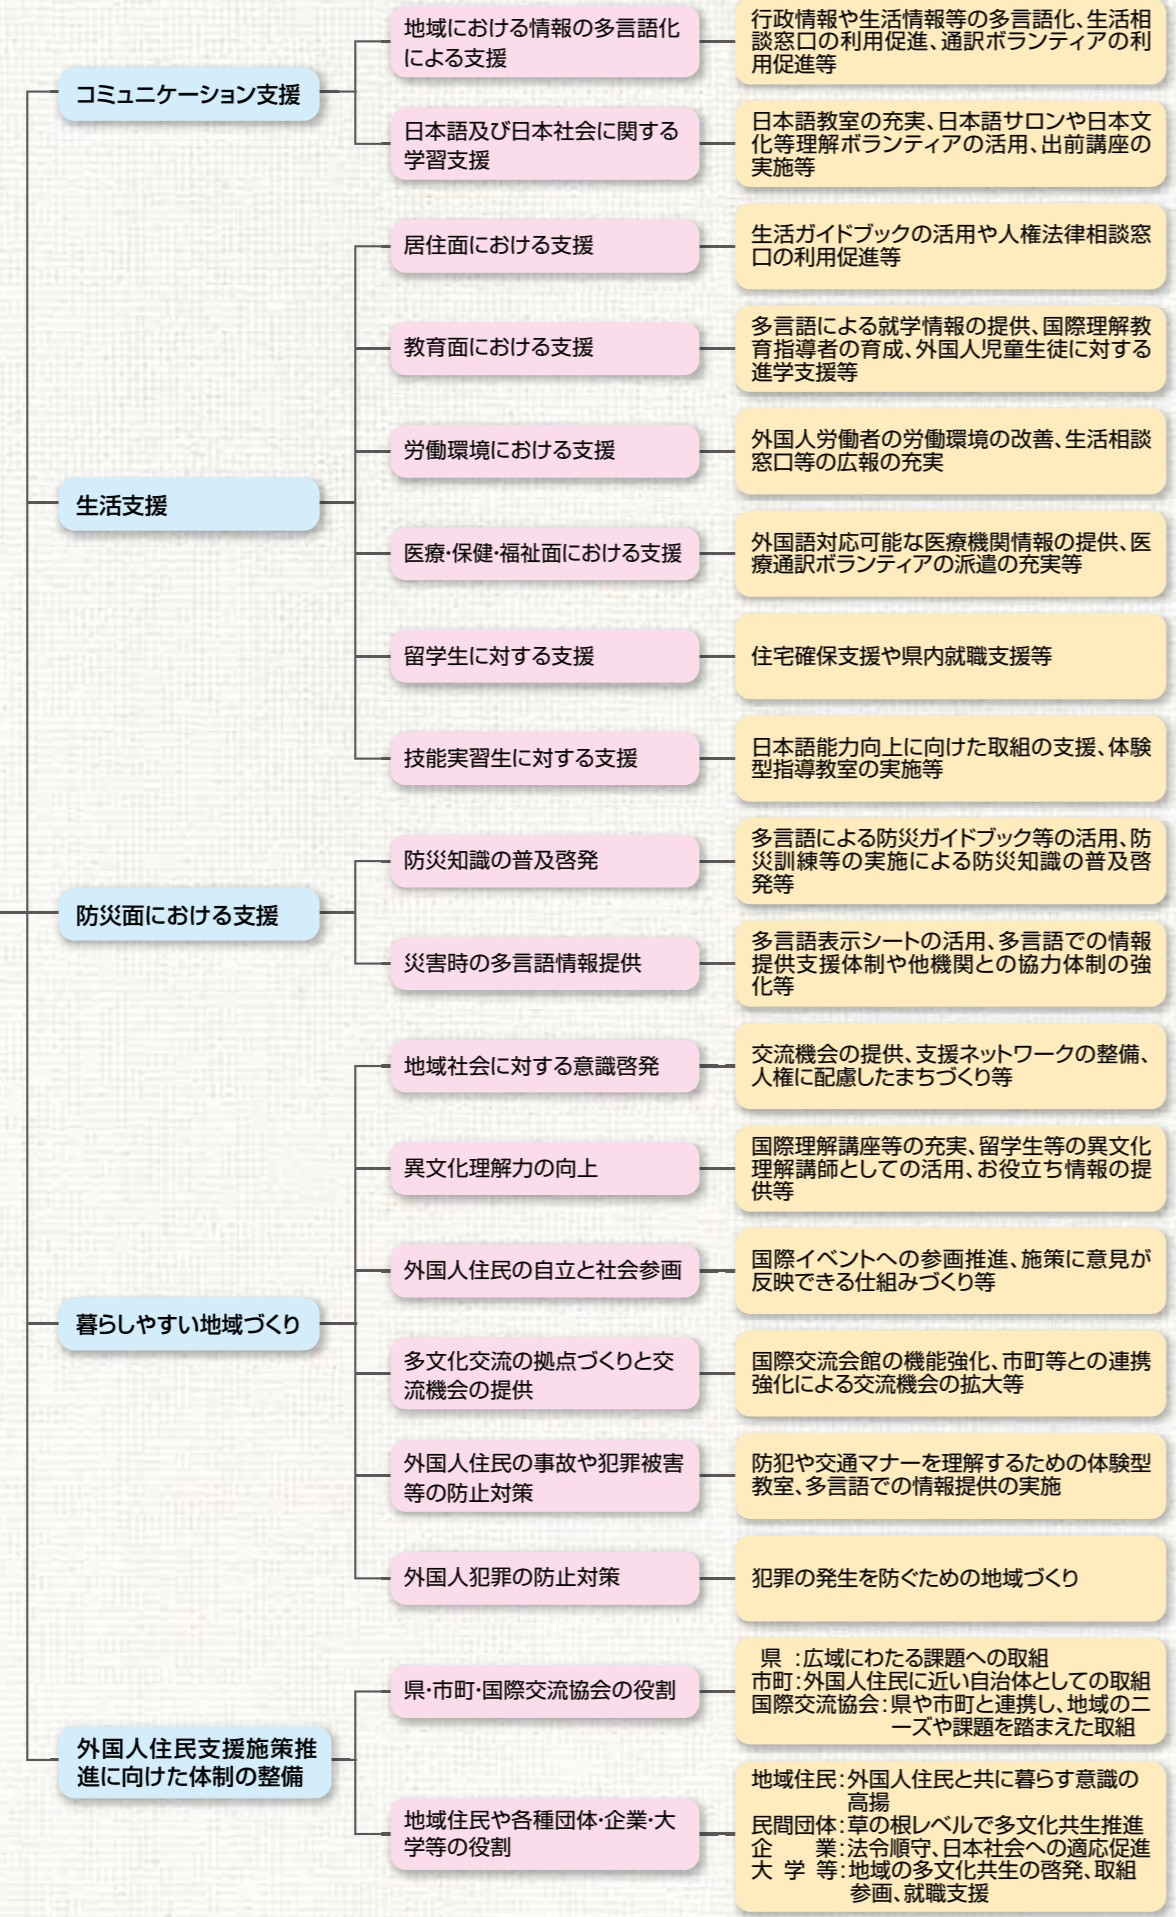 コミュニケーション支援
地域における情報の多言語化
による支援
行政情報や生活情報等の多言語化、生活相
談窓口の利用促進、通訳ボランティアの利
用促進等
日本語及び日本社会に関する
学習支援
日本語教室の充実、日本語サロンや日本文
化等理解ボランティアの活用、出前講座の
実施等
生活支援
居住面における支援
生活ガイドブックの活用や人権法律相談窓
口の利用促進等
教育面における支援
多言語による就学情報の提供、国際理解教
育指導者の育成、外国人児童生徒に対する
進学支援等
労働環境における支援
外国人労働者の労働環境の改善、生活相談
窓口等の広報の充実
医療・保健・福祉面における支援
外国語対応可能な医療機関情報の提供、医
療通訳ボランティアの派遣の充実等
留学生に対する支援
住宅確保支援や県内就職支援等
技能実習生に対する支援
日本語能力向上に向けた取組の支援、体験
型指導教室の実施等
防災面における支援
防災知識の普及啓発
多言語による防災ガイドブック等の活用、防
災訓練等の実施による防災知識の普及啓
発等
災害時の多言語情報提供
多言語表示シートの活用、多言語での情報
提供支援体制や他機関との協力体制の強
化等
暮らしやすい地域づくり
地域社会に対する意識啓発
交流機会の提供、支援ネットワークの整備、
人権に配慮したまちづくり等
異文化理解力の向上
国際理解講座等の充実、留学生等の異文化
理解講師としての活用、お役立ち情報の提
供等
外国人住民の自立と社会参画
国際イベントへの参画推進、施策に意見が
反映できる仕組みづくり等
多文化交流の拠点づくりと交
流機会の提供
国際交流会館の機能強化、市町等との連携
強化による交流機会の拡大等
外国人住民の事故や犯罪被害
等の防止対策
防犯や交通マナーを理解するための体験型
教室、多言語での情報提供の実施
外国人犯罪の防止対策
犯罪の発生を防ぐための地域づくり
外国人住民支援施策推
進に向けた体制の整備
県・市町・国際交流協会の役割
県 ：広域にわたる課題への取組
市町：外国人住民に近い自治体としての取組
国際交流協会：県や市町と連携し、地域のニ
ーズや課題を踏まえた取組
地域住民や各種団体・企業・大
学等の役割
地域住民：外国人住民と共に暮らす意識の
高揚
民間団体：草の根レベルで多文化共生推進
企　　業：法令順守、日本社会への適応促進
大 学 等：地域の多文化共生の啓発、取組
参画、就職支援